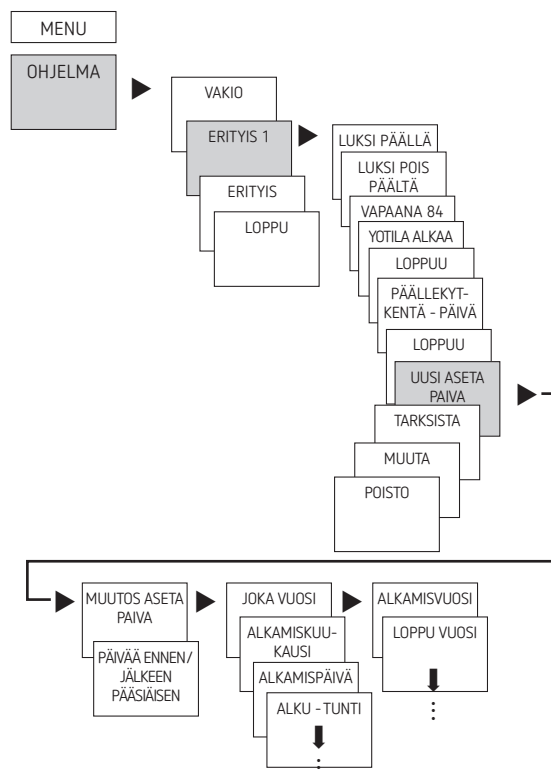 MENU
OHJELMA
VAKIO
ERITYIS 1
ERITYIS
LOPPU
LUKSI PÄÄLLÄ
LUKSI POIS
PÄÄLTÄ
VAPAANA 84
YOTILA ALKAA
LOPPUU
PÄÄLLEKYT-
KENTÄ - PÄIVÄ
LOPPUU
UUSI ASETA
PAIVA
TARKSISTA
MUUTA
POISTO
MUUTOS ASETA
PAIVA
PÄIVÄÄ ENNEN/
JÄLKEEN
PÄÄSIÄISEN
JOKA VUOSI
ALKAMISKUU-
KAUSI
ALKAMISPÄIVÄ
ALKU - TUNTI
ALKAMISVUOSI
LOPPU VUOSI